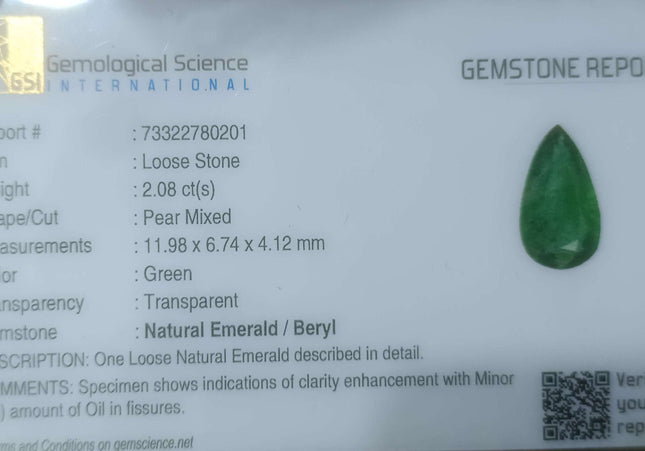 GSI Gemological Science
INTERNATIONAL
GEMSTONE REPO
port # : 73322780201
m : Loose Stone
ight : 2.08 ct(s)
ape/Cut : Pear Mixed
asurements : 11.98 x 6.74 x 4.12 mm
lor : Green
ansparency : Transparent
mstone : Natural Emerald / Beryl
SCRIPTION: One Loose Natural Emerald described in detail.
MMENTS: Specimen shows indications of clarity enhancement with Minor
) amount of Oil in fissures.
ms and Conditions on gemscience.net
Veri
you
rep